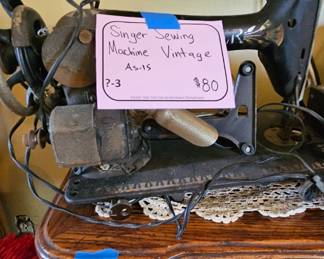 Singer Sewing
Machine Vintage
As-is
?-3
$80